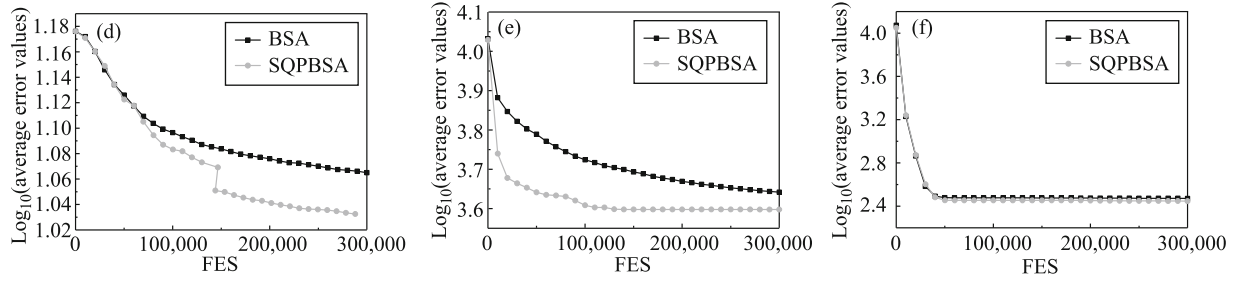 (d)
BSA
SQPBSA
Log10(average error values)
1.18
1.16
1.14
1.12
1.10
1.08
1.06
1.04
1.02
0
100,000
200,000
300,000
FES
(e)
BSA
SQPBSA
Log10(average error values)
4.1
4.0
3.9
3.8
3.7
3.6
0
100,000
200,000
300,000
FES
(f)
BSA
SQPBSA
Log10(average error values)
4.0
3.6
3.2
2.8
2.4
0
100,000
200,000
300,000
FES